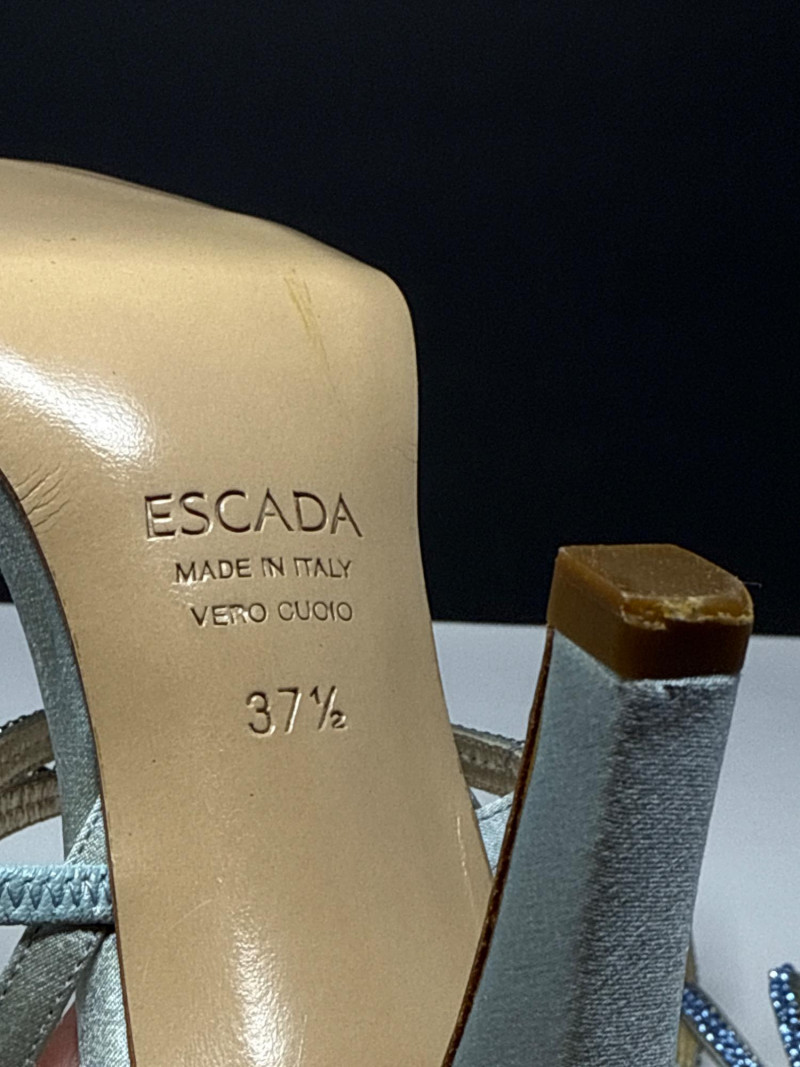 ESCADA
MADE IN ITALY
VERO CUOIO
37½